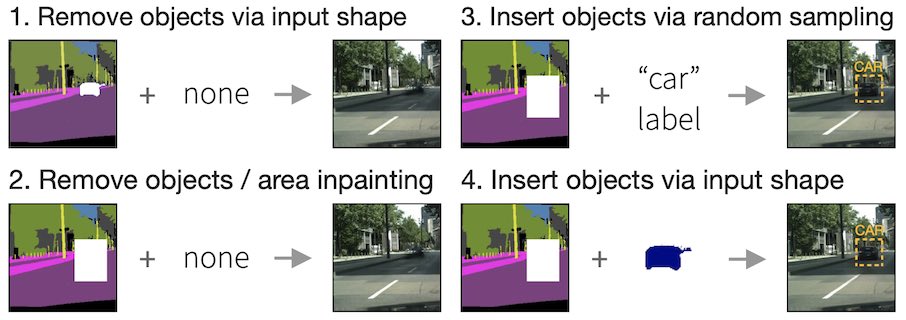 1. Remove objects via input shape
+ none
3. Insert objects via random sampling
+ “car”
label
CAR
2. Remove objects / area inpainting
+ none
4. Insert objects via input shape
+
CAR